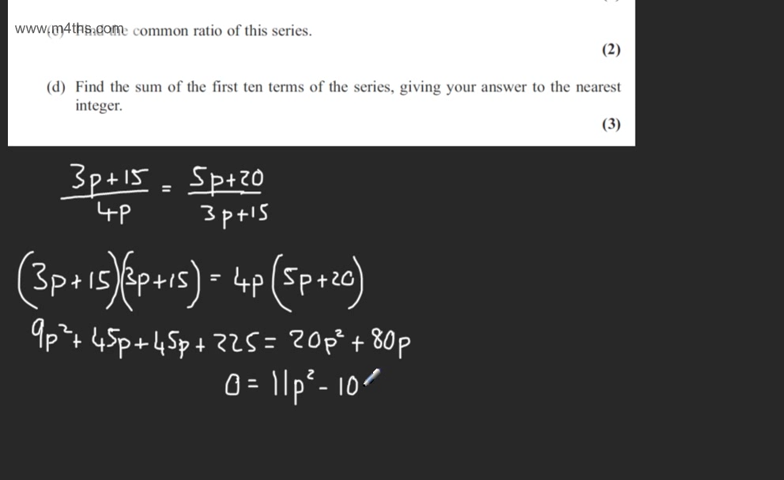 www.m4ths.com common ratio of this series.
(2)
(d) Find the sum of the first ten terms of the series, giving your answer to the nearest
integer.
(3)
3p+15/4p = 5p+20/3p+15
(3p+15)(3p+15) = 4p(5p+20)
9p²+45p+45p+225=20p²+80p
0=11p²-10